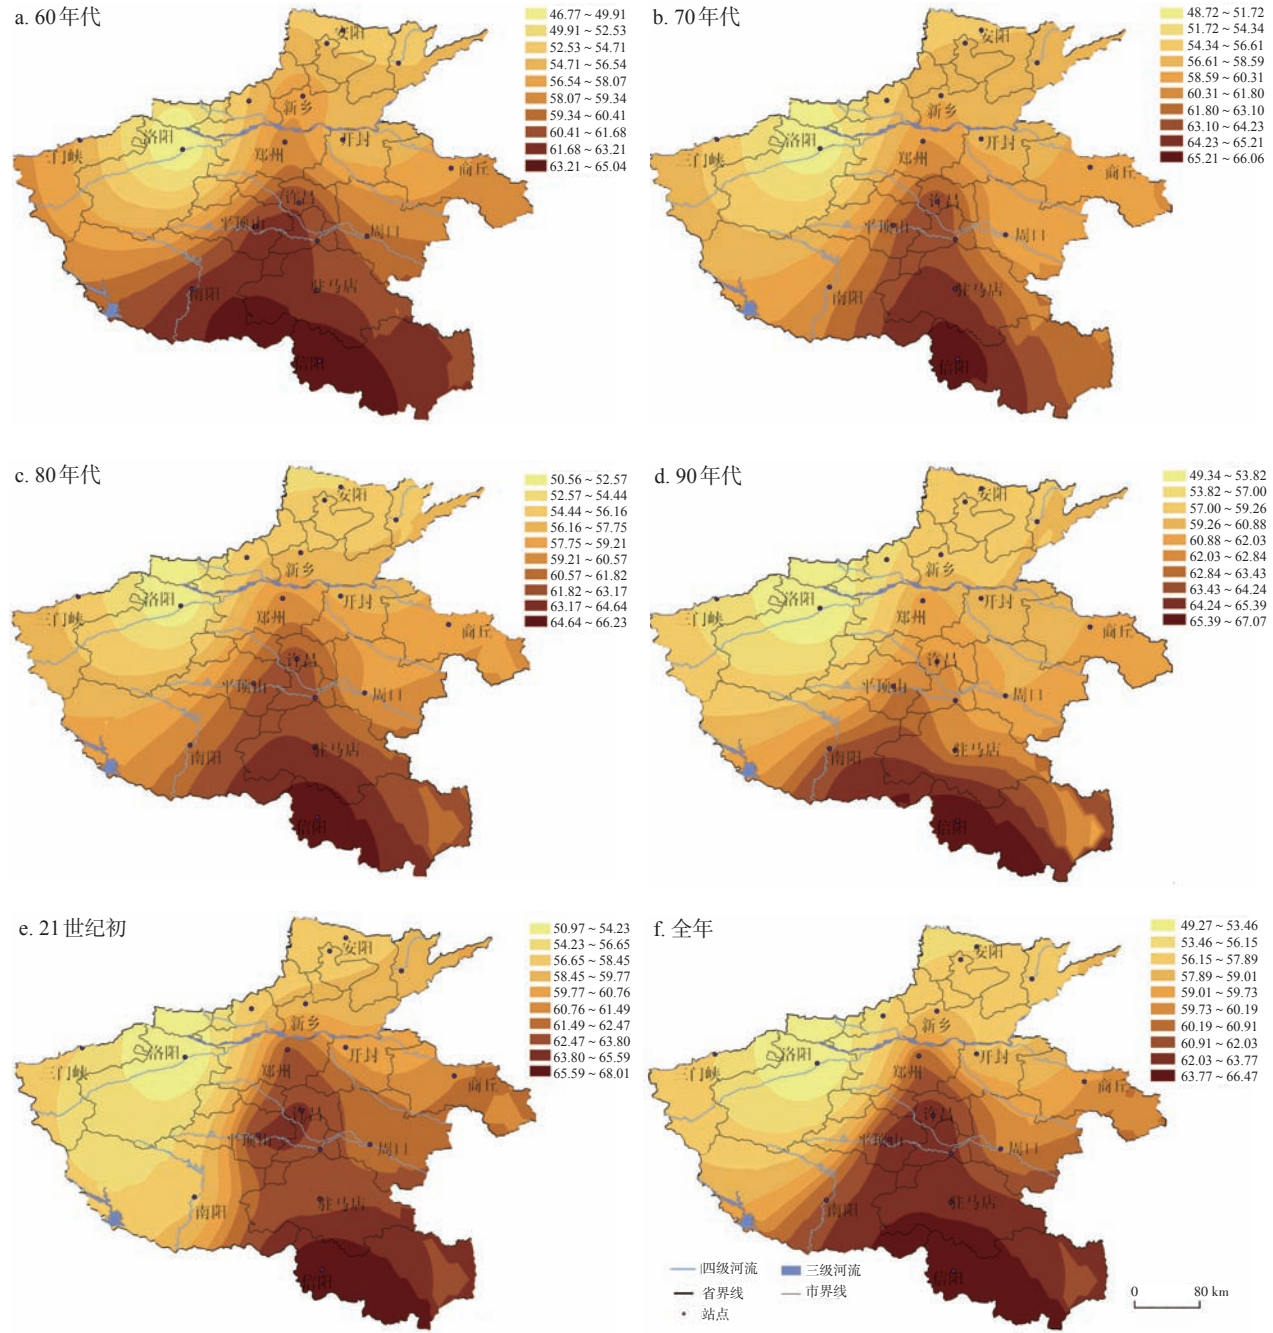 a. 60年代
46.77～49.91
49.91～52.53
52.53～54.71
54.71～56.54
56.54～58.07
58.07～59.34
59.34～60.41
60.41～61.68
61.68～63.21
63.21～65.04
安阳
新乡
洛阳
三门峡
郑州
开封
商丘
许昌
平顶山
周口
南阳
驻马店
信阳
b. 70年代
48.72～51.72
51.72～54.34
54.34～56.61
56.61～58.59
58.59～60.31
60.31～61.80
61.80～63.10
63.10～64.23
64.23～65.21
65.21～66.06
安阳
新乡
洛阳
三门峡
郑州
开封
商丘
许昌
平顶山
周口
南阳
驻马店
信阳
c. 80年代
50.56～52.57
52.57～54.44
54.44～56.16
56.16～57.75
57.75～59.21
59.21～60.57
60.57～61.82
61.82～63.17
63.17～64.64
64.64～66.23
安阳
新乡
洛阳
三门峡
郑州
开封
商丘
许昌
平顶山
周口
南阳
驻马店
信阳
d. 90年代
49.34～53.82
53.82～57.00
57.00～59.26
59.26～60.88
60.88～62.03
62.03～62.84
62.84～63.43
63.43～64.24
64.24～65.39
65.39～67.07
安阳
新乡
洛阳
三门峡
郑州
开封
商丘
许昌
平顶山
周口
南阳
驻马店
信阳
e. 21世纪初
50.97～54.23
54.23～56.65
56.65～58.45
58.45～59.77
59.77～60.76
60.76～61.49
61.49～62.47
62.47～63.80
63.80～65.59
65.59～68.01
安阳
新乡
洛阳
三门峡
郑州
开封
商丘
许昌
平顶山
周口
南阳
驻马店
信阳
f. 全年
49.27～53.46
53.46～56.15
56.15～57.89
57.89～59.01
59.01～59.73
59.73～60.19
60.19～60.91
60.91～62.03
62.03～63.77
63.77～66.47
安阳
新乡
洛阳
三门峡
郑州
开封
商丘
许昌
平顶山
周口
南阳
驻马店
信阳
四级河流
三级河流
省界线
市界线
站点
0 80 km